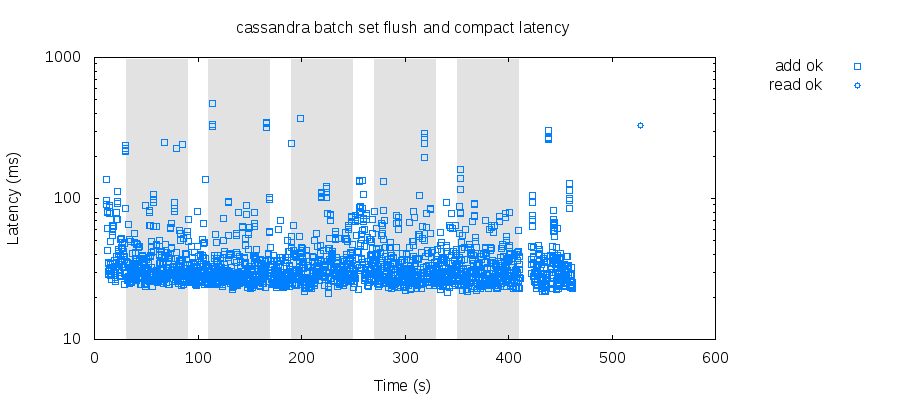 cassandra batch set flush and compact latency
1000
100
10
Latency (ms)
0 100 200 300 400 500 600
Time (s)
add ok
read ok